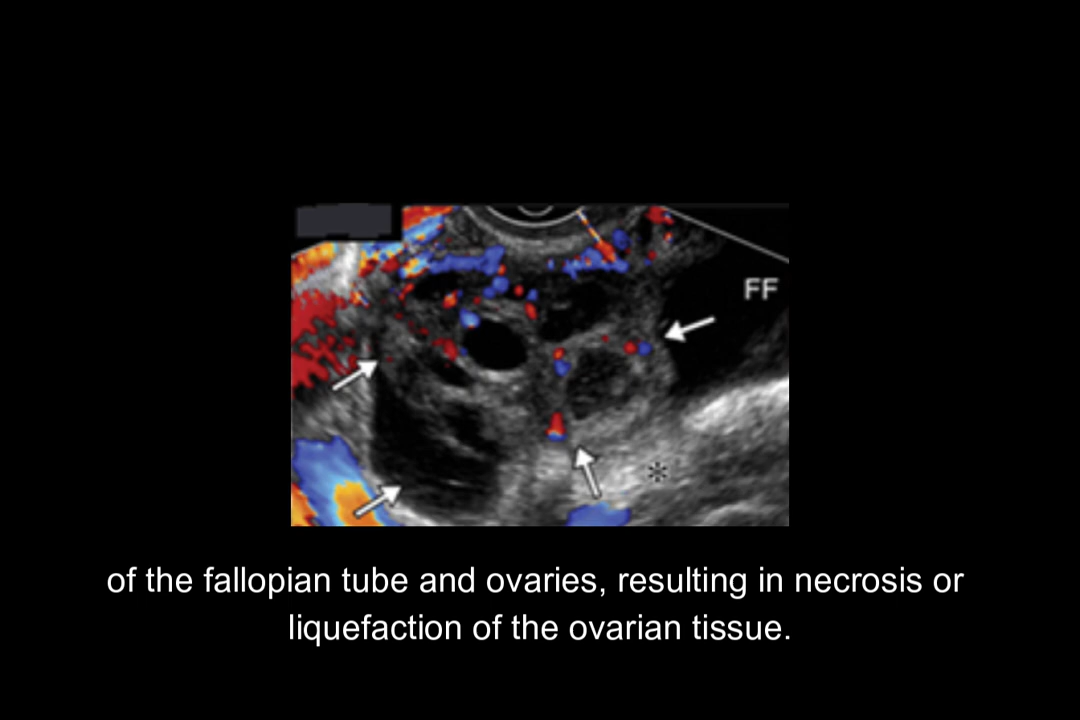 FF
*
of the fallopian tube and ovaries, resulting in necrosis or
liquefaction of the ovarian tissue.